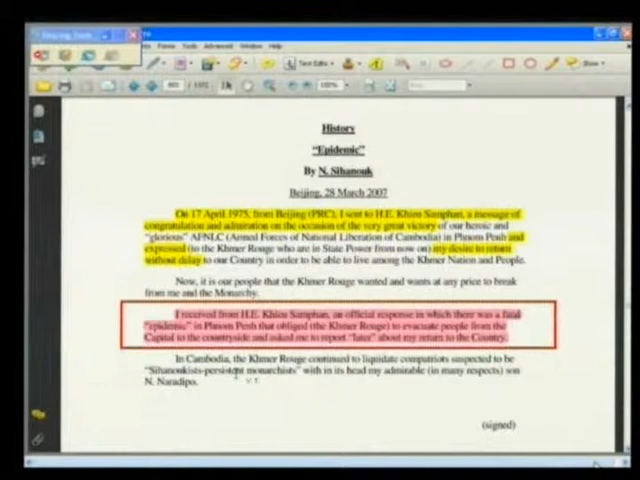 Forms Tools Advanced Window Help
Show
History
"Epidemic"
By N. Sihanouk
Beijing, 28 March 2007
On 17 April 1975, from Beijing (PRC), I sent to H.E. Khieu Samphan, a message of
congratulation and admiration on the occasion of the very great victory of our heroic and
"glorious" AFNLC (Armed Forces of National Liberation of Cambodia) in Phnom Penh and
expressed (to the Khmer Rouge who are in State Power from now on) my desire to return
without delay to our Country in order to be able to live among the Khmer Nation and People.
Now, it is our people that the Khmer Rouge wanted and wants at any price to break
from me and the Monarchy.
I received from H.E. Khieu Samphan, an official response in which there was a fatal
"epidemic" in Phnom Penh that obliged (the Khmer Rouge) to evacuate people from the
Capital to the countryside and asked me to report "later" about my return to the Country.
In Cambodia, the Khmer Rouge continued to liquidate compatriots suspected to be
"Sihanoukists-persistent monarchists" with in its head my admirable (in many respects) son
N. Naradipo.
(signed)